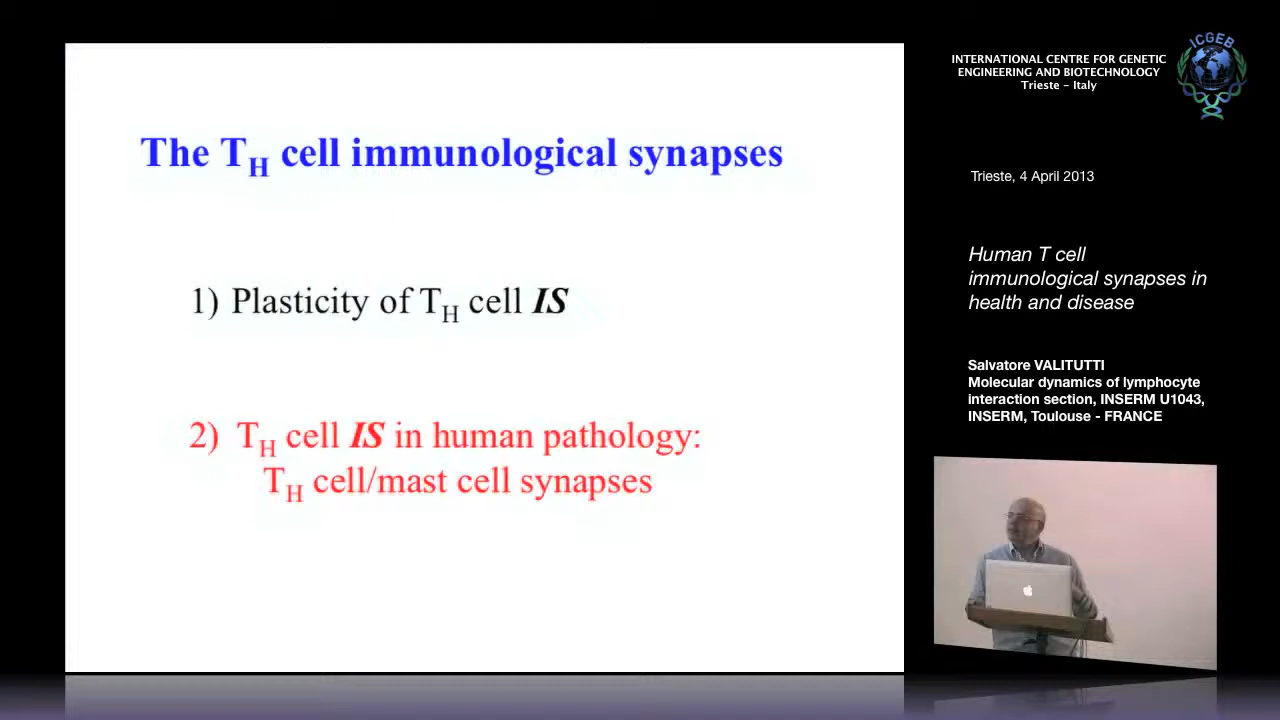 The TH cell immunological synapses
1) Plasticity of TH cell IS
2) TH cell IS in human pathology:
TH cell/mast cell synapses
ICGEB
INTERNATIONAL CENTRE FOR GENETIC
ENGINEERING AND BIOTECHNOLOGY
Trieste - Italy
Trieste, 4 April 2013
Human T cell
immunological synapses in
health and disease
Salvatore VALITUTTI
Molecular dynamics of lymphocyte
interaction section, INSERM U1043,
INSERM, Toulouse - FRANCE